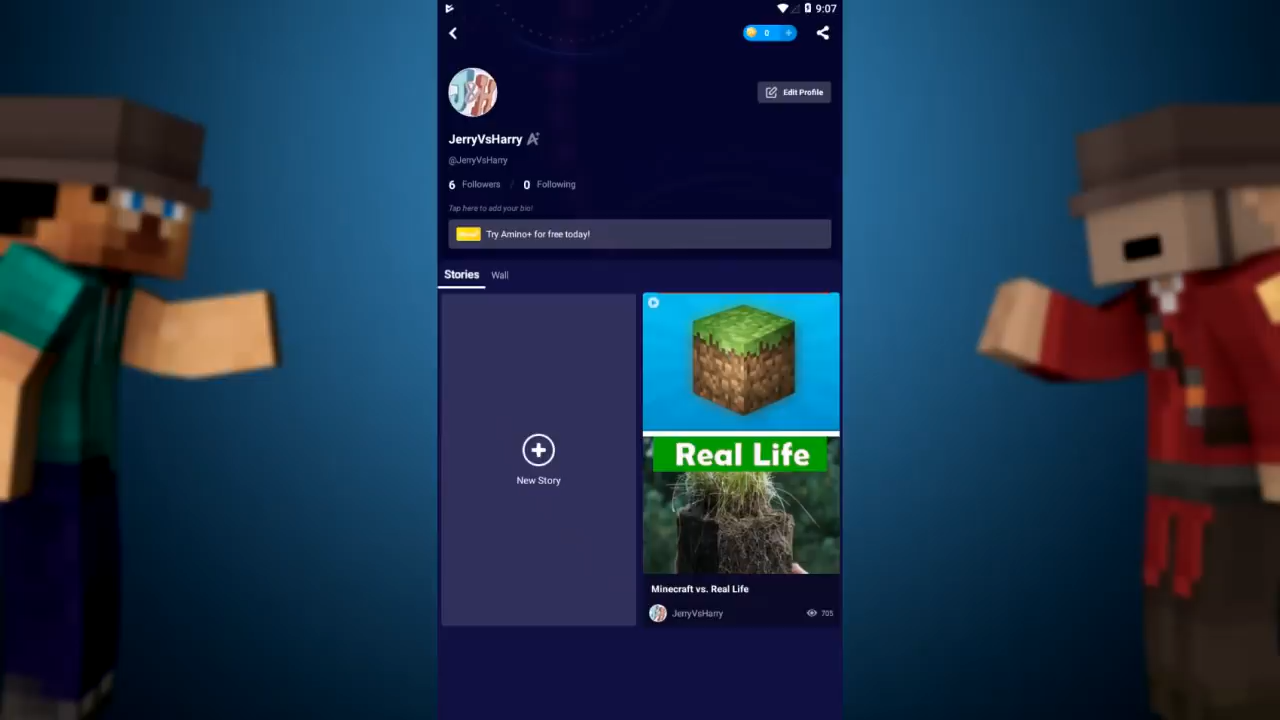 9:07
0
J&H
Edit Profile
JerryVsHarry
@JerryVsHarry
6 Followers / 0 Following
Tap here to add your bio!
Try Amino+ for free today!
Stories Wall
New Story
Real Life
Minecraft vs. Real Life
JerryVsHarry 705